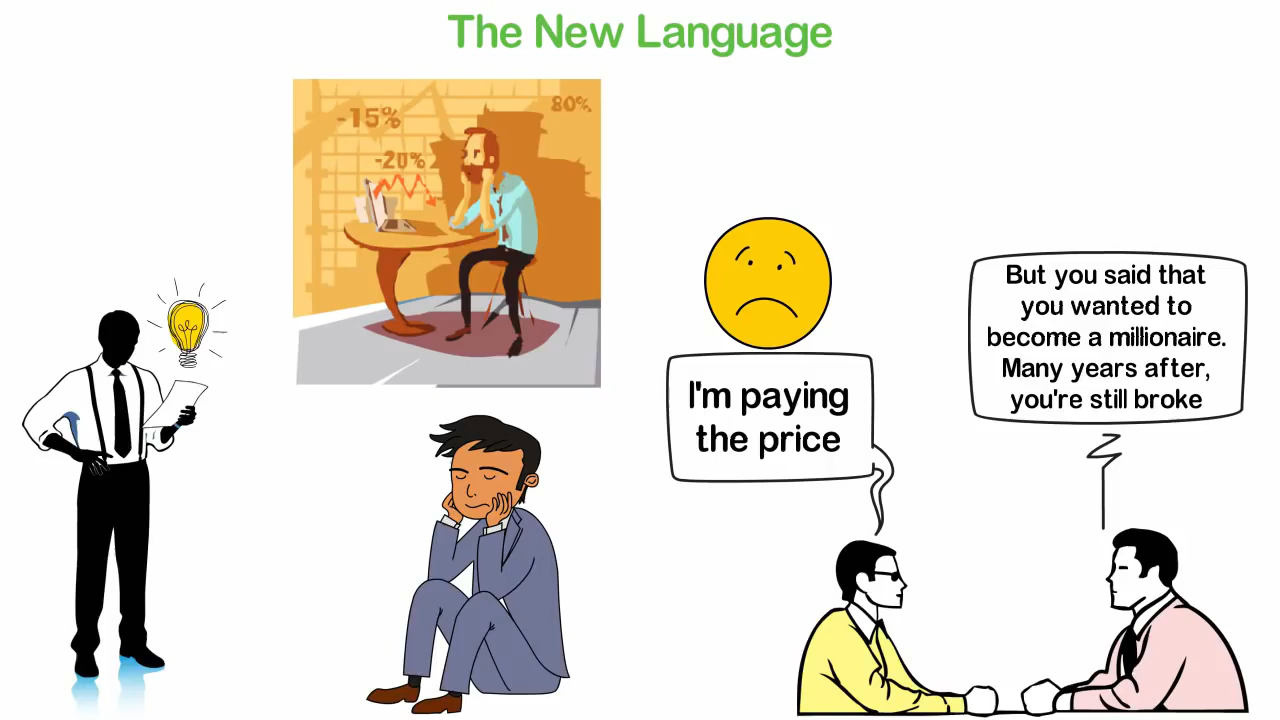 The New Language
-15%
80%
-20%
I'm paying
the price
But you said that
you wanted to
become a millionaire.
Many years after,
you're still broke